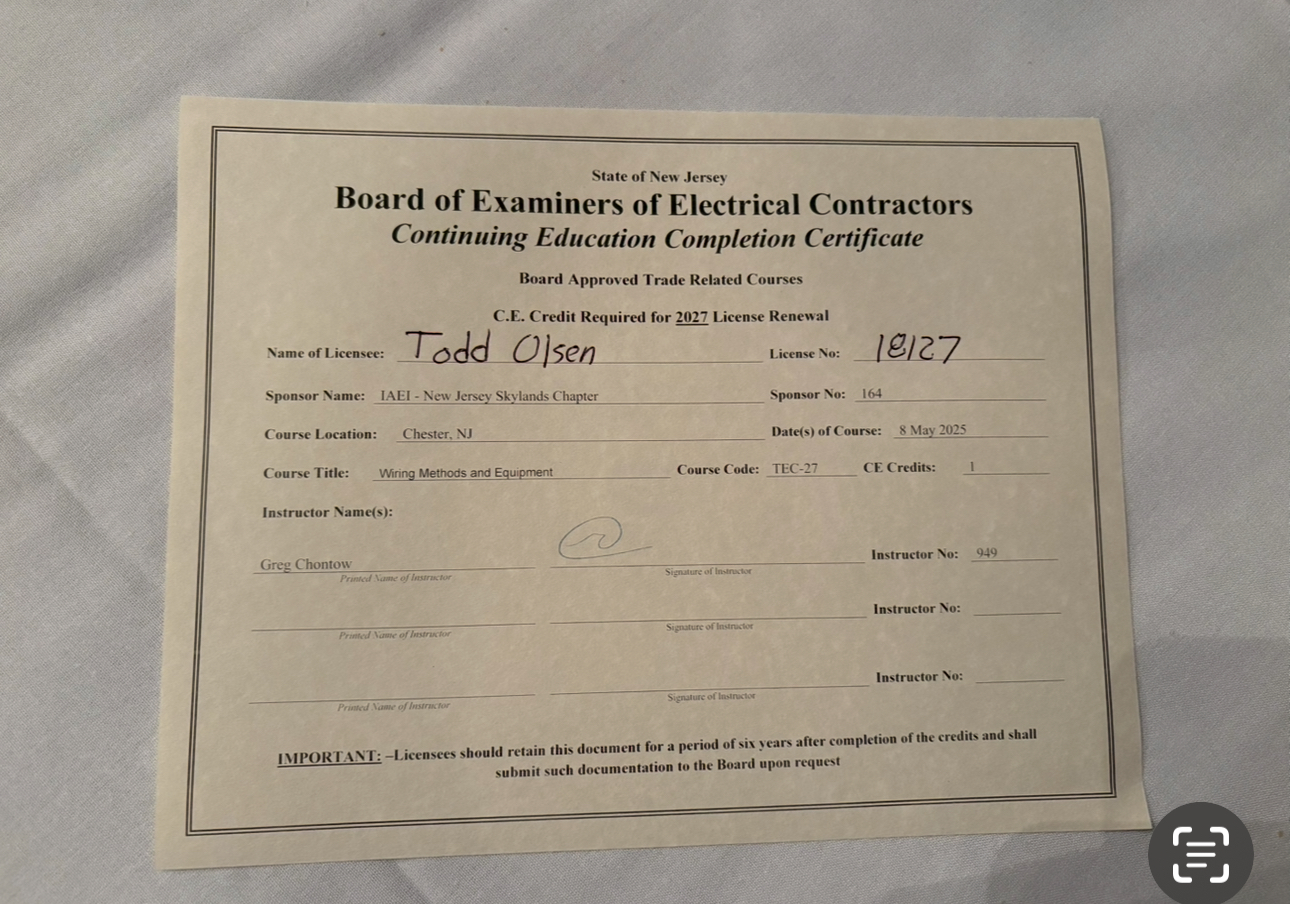 State of New Jersey
Board of Examiners of Electrical Contractors
Continuing Education Completion Certificate
Board Approved Trade Related Courses
C.E. Credit Required for 2027 License Renewal
Name of Licensee: Todd Olsen License No: 18127
Sponsor Name: IAEI - New Jersey Skylands Chapter Sponsor No: 164
Course Location: Chester, NJ Date(s) of Course: 8 May 2025
Course Title: Wiring Methods and Equipment Course Code: TEC-27 CE Credits: 1
Instructor Name(s):
Greg Chontow Instructor No: 949
Printed Name of Instructor Signature of Instructor
Instructor No:
Printed Name of Instructor Signature of Instructor
Instructor No:
Printed Name of Instructor Signature of Instructor
IMPORTANT: –Licensees should retain this document for a period of six years after completion of the credits and shall
submit such documentation to the Board upon request